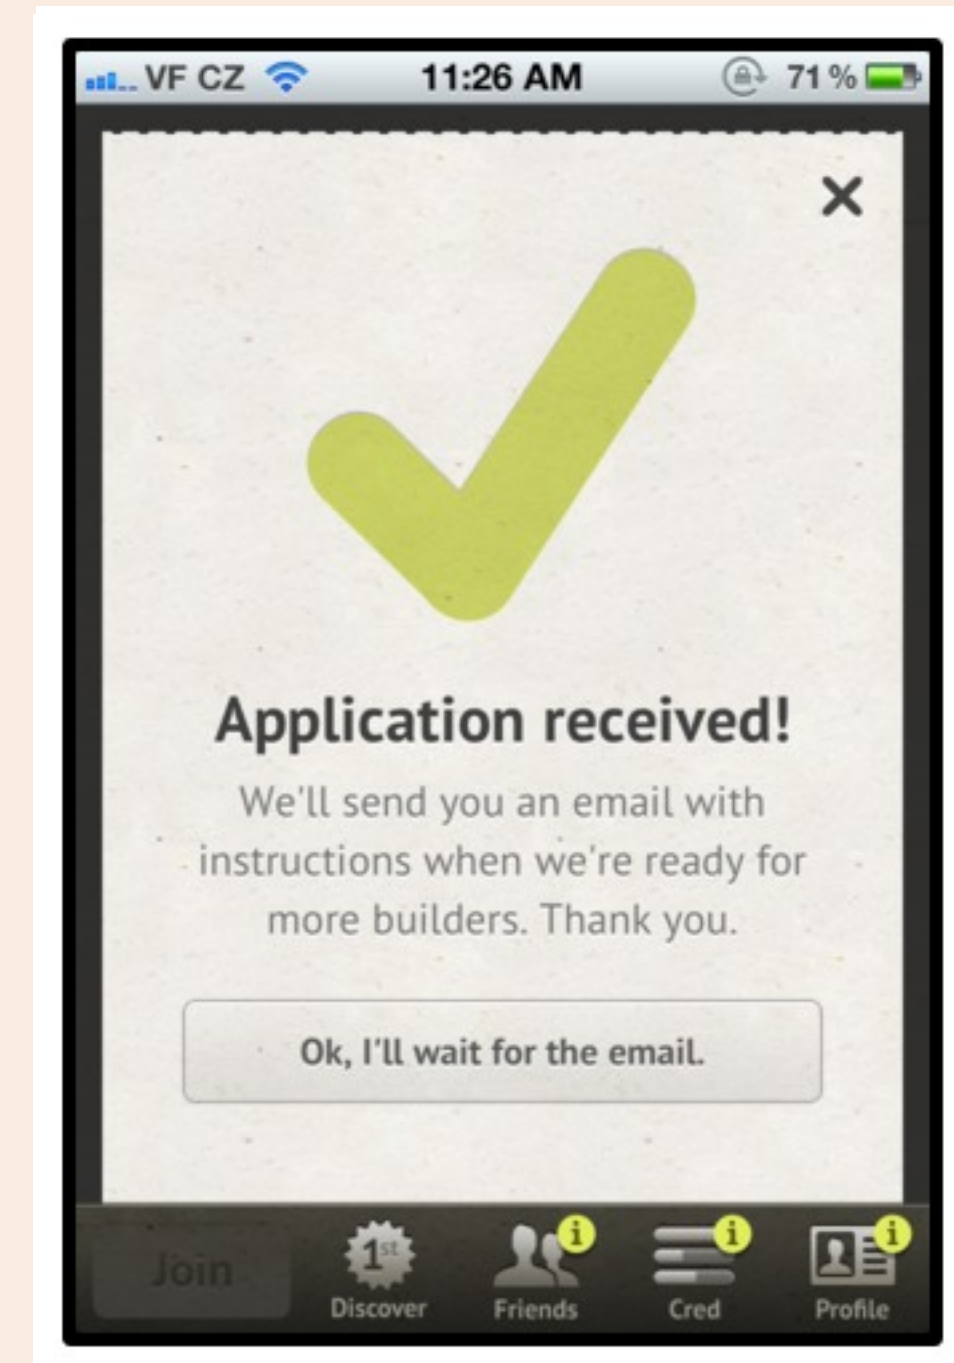 VF CZ 11:26 AM 71%
Application received!
We'll send you an email with
instructions when we're ready for
more builders. Thank you.
Ok, I'll wait for the email.
Join
1st
i i i
Discover Friends Cred Profile